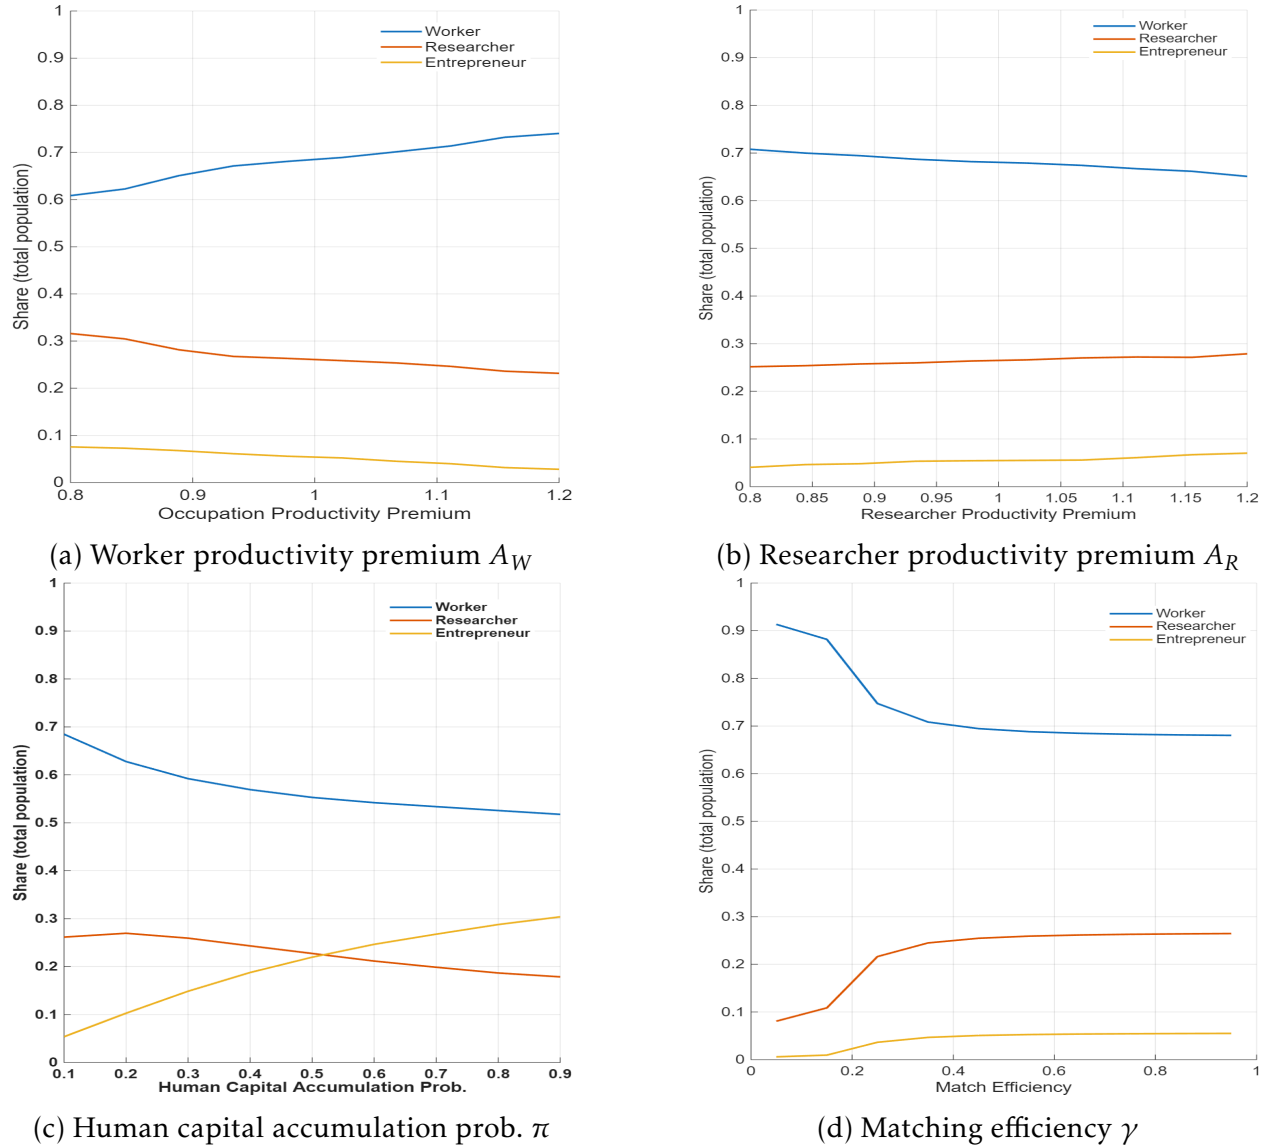 1
0.9
0.8
0.7
0.6
0.5
0.4
0.3
0.2
0.1
0
Share (total population)
Worker
Researcher
Entrepreneur
0.8 0.9 1 1.1 1.2
Occupation Productivity Premium
(a) Worker productivity premium A_W
1
0.9
0.8
0.7
0.6
0.5
0.4
0.3
0.2
0.1
0
Share (total population)
Worker
Researcher
Entrepreneur
0.8 0.85 0.9 0.95 1 1.05 1.1 1.15 1.2
Researcher Productivity Premium
(b) Researcher productivity premium A_R
1
0.9
0.8
0.7
0.6
0.5
0.4
0.3
0.2
0.1
0
Share (total population)
Worker
Researcher
Entrepreneur
0.1 0.2 0.3 0.4 0.5 0.6 0.7 0.8 0.9
Human Capital Accumulation Prob.
(c) Human capital accumulation prob. π
1
0.9
0.8
0.7
0.6
0.5
0.4
0.3
0.2
0.1
0
Share (total population)
Worker
Researcher
Entrepreneur
0 0.2 0.4 0.6 0.8 1
Match Efficiency
(d) Matching efficiency γ